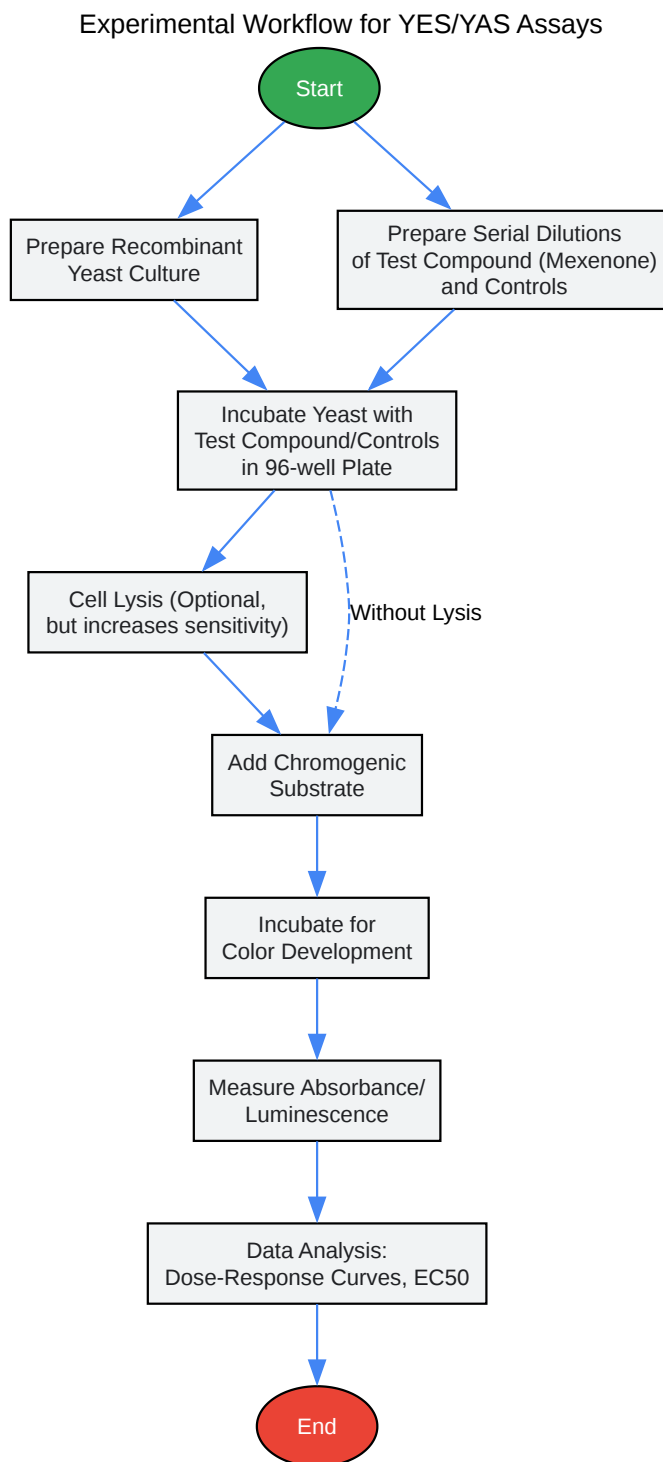 Experimental Workflow for YES/YAS Assays
Start
Prepare Recombinant
Yeast Culture
Prepare Serial Dilutions
of Test Compound (Mexenone)
and Controls
Incubate Yeast with
Test Compound/Controls
in 96-well Plate
Cell Lysis (Optional,
but increases sensitivity)
Without Lysis
Add Chromogenic
Substrate
Incubate for
Color Development
Measure Absorbance/
Luminescence
Data Analysis:
Dose-Response Curves, EC50
End